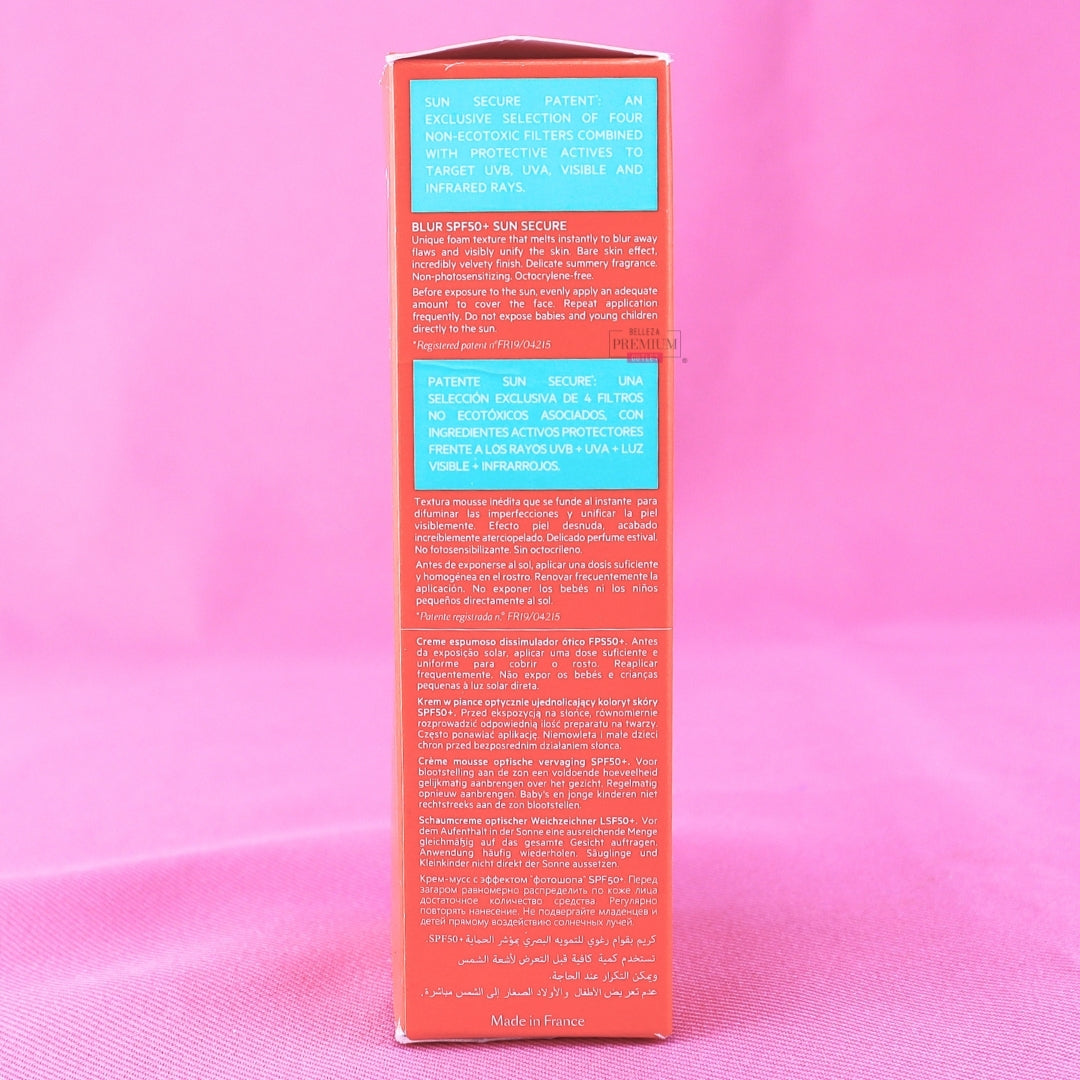 SUN SECURE PATENT*: AN
EXCLUSIVE SELECTION OF FOUR
NON-ECOTOXIC FILTERS COMBINED
WITH PROTECTIVE ACTIVES TO
TARGET UVB, UVA, VISIBLE AND
INFRARED RAYS.
BLUR SPF50+ SUN SECURE
Unique foam texture that melts instantly to blur away
flaws and visibly unify the skin. Bare skin effect,
incredibly velvety finish. Delicate summery fragrance.
Non-photosensitizing. Octocrylene-free.
Before exposure to the sun, evenly apply an adequate
amount to cover the face. Repeat application
frequently. Do not expose babies and young children
directly to the sun.
*Registered patent n°FR19/04215
BELLEZA
PREMIUM
OUTLET
PATENTE SUN SECURE*: UNA
SELECCIÓN EXCLUSIVA DE 4 FILTROS
NO ECOTÓXICOS ASOCIADOS, CON
INGREDIENTES ACTIVOS PROTECTORES
FRENTE A LOS RAYOS UVB + UVA + LUZ
VISIBLE + INFRARROJOS.
Textura mousse inédita que se funde al instante para
difuminar las imperfecciones y unificar la piel
visiblemente. Efecto piel desnuda, acabado
increíblemente aterciopelado. Delicado perfume estival.
No fotosensibilizante. Sin octocrileno.
Antes de exponerse al sol, aplicar una dosis suficiente
y homogénea en el rostro. Renovar frecuentemente la
aplicación. No exponer los bebés ni los niños
pequeños directamente al sol.
*Patente registrada n.° FR19/04215
Creme espumoso dissimulador ótico FPS50+. Antes
da exposição solar, aplicar uma dose suficiente e
uniforme para cobrir o rosto. Reaplicar
frequentemente. Não expor os bebés e crianças
pequenas à luz solar direta.
Krem w piance optycznie ujednolicający koloryt skóry
SPF50+. Przed ekspozycją na słońce, równomiernie
rozprowadzić odpowiednią ilość preparatu na twarzy.
Często ponawiać aplikację. Niemowlęta i małe dzieci
chron przed bezposrednim działaniem słonca.
Crème mousse optische vervaging SPF50+. Voor
blootstelling aan de zon een voldoende hoeveelheid
gelijkmatig aanbrengen over het gezicht. Regelmatig
opnieuw aanbrengen. Baby's en jonge kinderen niet
rechtstreeks aan de zon blootstellen.
Schaumcreme optischer Weichzeichner LSF50+. Vor
dem Aufenthalt in der Sonne eine ausreichende Menge
gleichmäßig auf das gesamte Gesicht auftragen.
Anwendung häufig wiederholen. Säuglinge und
Kleinkinder nicht direkt der Sonne aussetzen.
Крем-мусс с эффектом "фотошопа" SPF50+. Перед
загаром равномерно распределить по коже лица
достаточное количество средства. Регулярно
повторять нанесение. Не подвергайте младенцев и
детей прямому воздействию солнечных лучей.
كريم بقوام رغوي للتمويه البصري بمؤشر الحماية +SPF50.
تستخدم كمية كافية قبل التعرض لأشعة الشمس
ويمكن التكرار عند الحاجة.
عدم تعريض الأطفال والأولاد الصغار إلى الشمس مباشرة.
Made in France